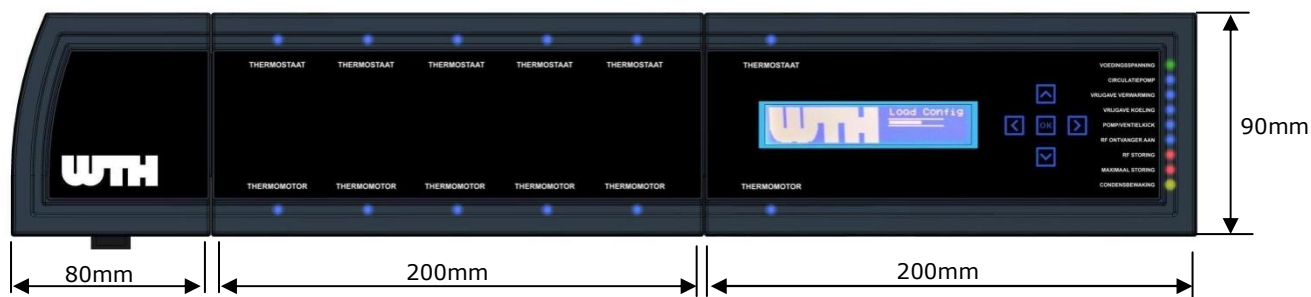 THERMOSTAAT THERMOSTAAT THERMOSTAAT THERMOSTAAT THERMOSTAAT THERMOSTAAT
VOEDINGSSPANNING
CIRCULATIEPOMP
VRIJGAVE VERWARMING
VRIJGAVE KOELING
POMP/VENTIELKICK
RF ONTVANGER AAN
RF STORING
MAXIMAAL STORING
CONDENSBEWAKING
WTH Load Config
OK
90mm
WTH
THERMOMOTOR THERMOMOTOR THERMOMOTOR THERMOMOTOR THERMOMOTOR THERMOMOTOR
80mm 200mm 200mm